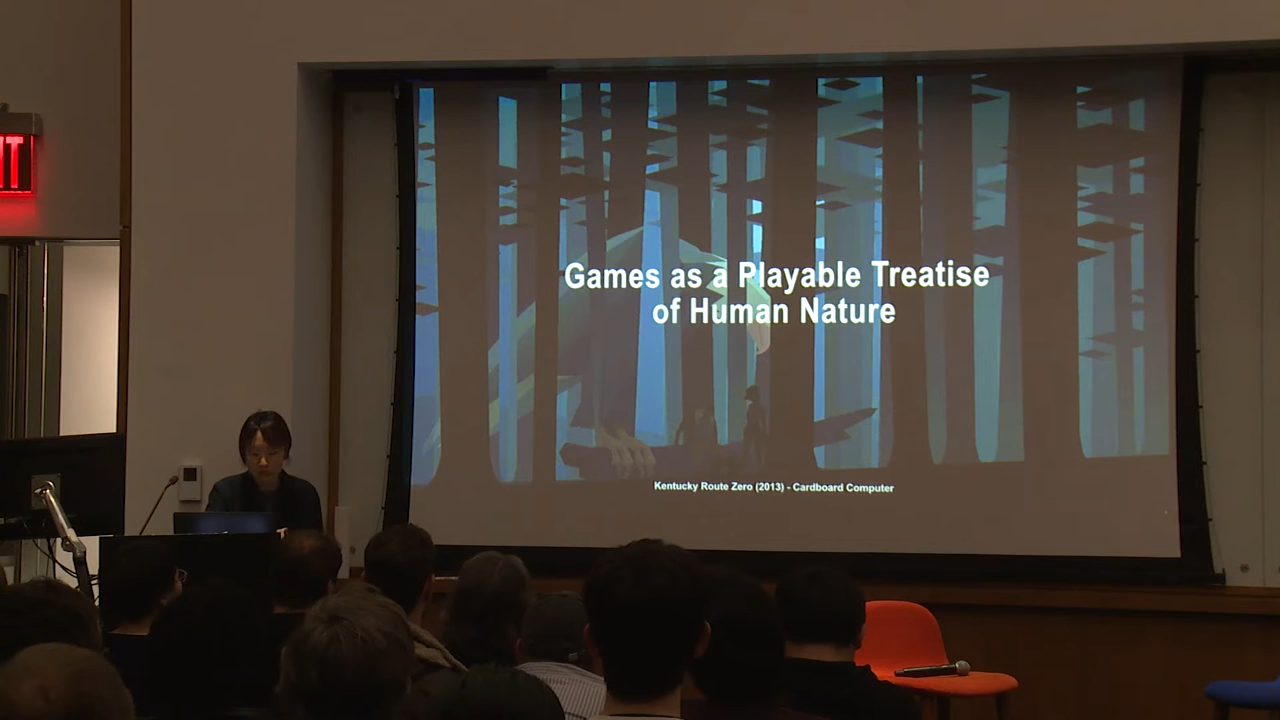 IT
Games as a Playable Treatise
of Human Nature
Kentucky Route Zero (2013) - Cardboard Computer